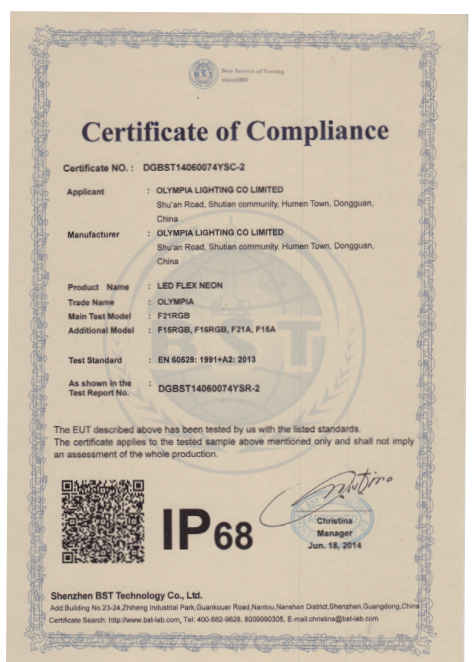 BST
Best Service of Testing
since2003
Certificate of Compliance
Certificate NO. : DGBST14060074YSC-2
Applicant : OLYMPIA LIGHTING CO LIMITED
Shu'an Road, Shutian community, Humen Town, Dongguan,
China
Manufacturer : OLYMPIA LIGHTING CO LIMITED
Shu'an Road, Shutian community, Humen Town, Dongguan,
China
Product Name : LED FLEX NEON
Trade Name : OLYMPIA
Main Test Model : F21RGB
Additional Model : F15RGB, F16RGB, F21A, F15A
BST
Test Standard : EN 60529: 1991+A2: 2013
As shown in the
Test Report No. : DGBST14060074YSR-2
The EUT described above has been tested by us with the listed standards.
The certificate applies to the tested sample above mentioned only and shall not imply
an assessment of the whole production.
IP68
Christina
Manager
Jun. 18, 2014
Shenzhen BST Technology Co., Ltd.
Add:Building No.23-24,Zhiheng Industrial Park,Guankouer Road,Nantou,Nanshan District,Shenzhen,Guangdong,China
Certificate Search: http://www.bst-lab.com, Tel: 400-882-9628, 8009990305, E-mail:christina@bst-lab.com